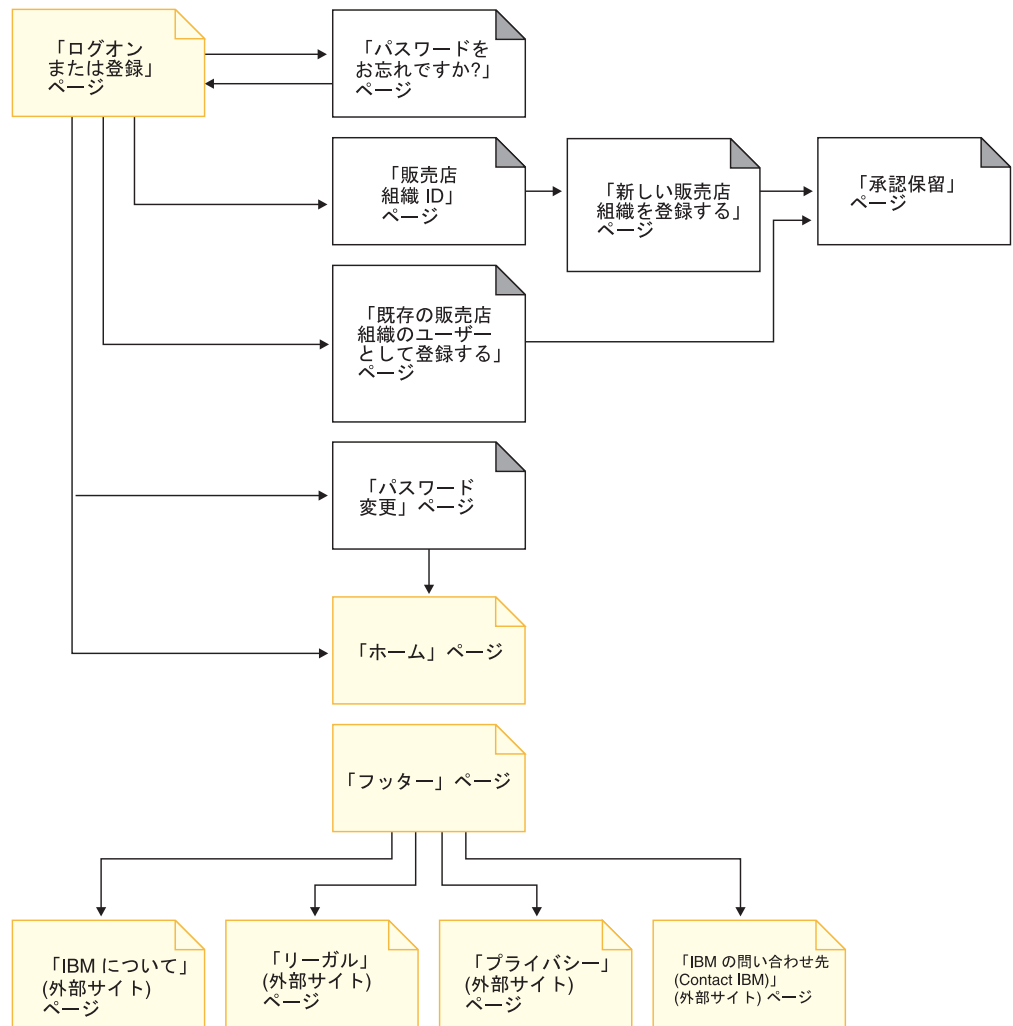 「ログオン
または登録」
ページ
「パスワードを
お忘れですか?」
ページ
「販売店
組織 ID」
ページ
「新しい販売店
組織を登録する」
ページ
「承認保留」
ページ
「既存の販売店
組織のユーザー
として登録する」
ページ
「パスワード
変更」ページ
「ホーム」ページ
「フッター」ページ
「IBM について」
(外部サイト)
ページ
「リーガル」
(外部サイト)
ページ
「プライバシー」
(外部サイト)
ページ
「IBM の問い合わせ先
(Contact IBM)」
(外部サイト) ページ